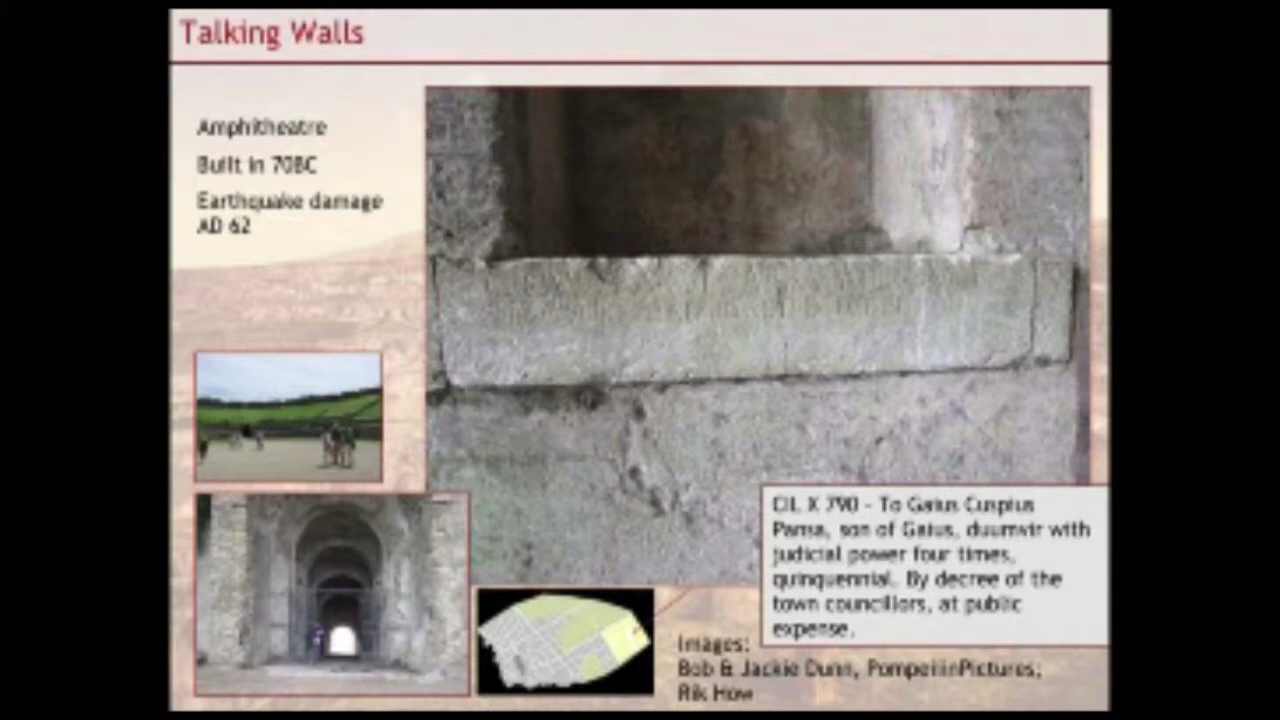 Talking Walls
Amphitheatre
Built in 70BC
Earthquake damage
AD 62
CIL X 790 - To Gaius Cuspius
Pansa, son of Gaius, duumvir with
judicial power four times,
quinquennial. By decree of the
town councillors, at public
expense.
Images:
Bob & Jackie Dunn, PompeiiinPictures;
Rik How